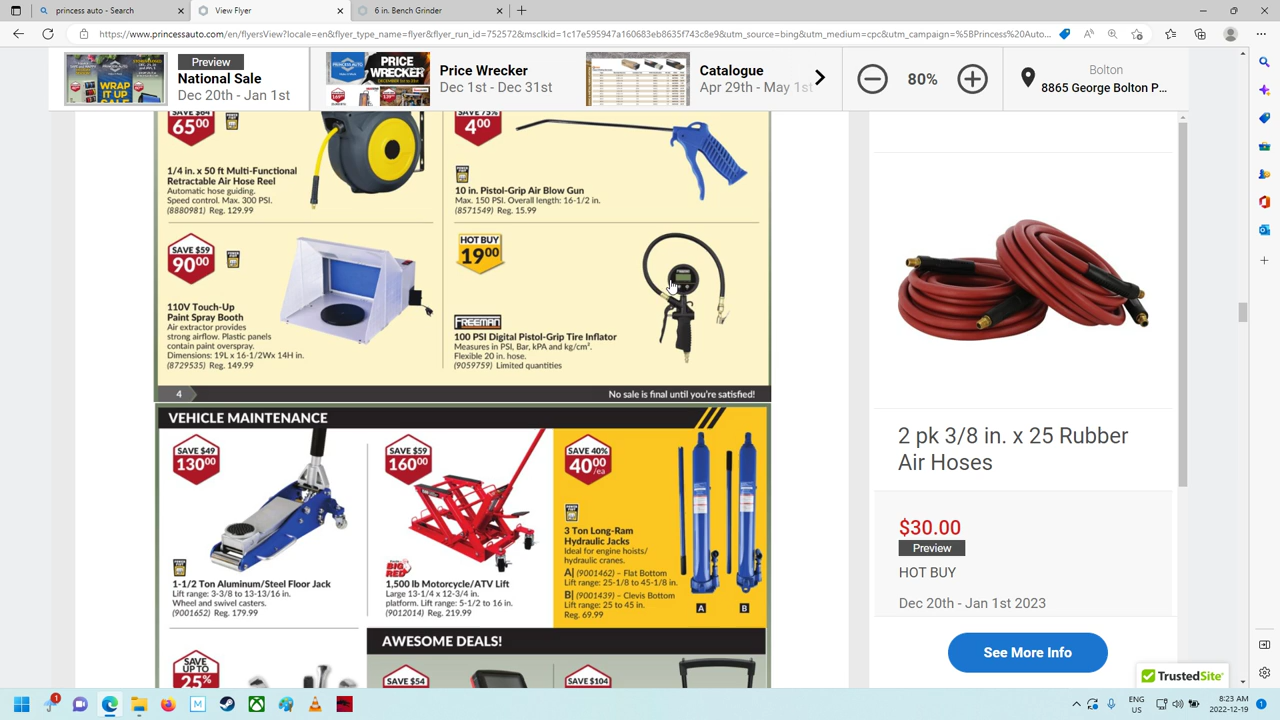 princess auto - Search
View Flyer
6 in. Bench Grinder
https://www.princessauto.com/en/flyersView?locale=en&flyer_type_name=flyer&flyer_run_id=752572&msclkid=1c17e595947a160683eb8635f743c8e9&utm_source=bing&utm_medium=cpc&utm_campaign=%5BPrincess%20Auto...
Preview
National Sale
Dec 20th - Jan 1st
Price Wrecker
Dec 1st - Dec 31st
Catalogue
Apr 29th - May 1st
80%
8865 George Bolton P...
SAVE $64
65.00
1/4 in. x 50 ft Multi-Functional
Retractable Air Hose Reel
Automatic hose guiding.
Speed control. Max. 300 PSI.
(8880981) Reg. 129.99
SAVE 75%
4.00
10 in. Pistol-Grip Air Blow Gun
Max. 150 PSI. Overall length: 16-1/2 in.
(8571549) Reg. 15.99
SAVE $59
90.00
110V Touch-Up
Paint Spray Booth
Air extractor provides
strong airflow. Plastic panels
contain paint overspray.
Dimensions: 19L x 16-1/2Wx 14H in.
(8729535) Reg. 149.99
HOT BUY
19.00
FREEMAN
100 PSI Digital Pistol-Grip Tire Inflator
Measures in PSI, Bar, kPA and kg/cm².
Flexible 20 in. hose.
(9059759) Limited quantities
4
No sale is final until you're satisfied!
VEHICLE MAINTENANCE
SAVE $49
130.00
1-1/2 Ton Aluminum/Steel Floor Jack
Lift range: 3-3/8 to 13-13/16 in.
Wheel and swivel casters.
(9001652) Reg. 179.99
SAVE $59
160.00
BIG RED
1,500 lb Motorcycle/ATV Lift
Large 13-1/4 x 12-3/4 in.
platform. Lift range: 5-1/2 to 16 in.
(9012014) Reg. 219.99
SAVE 40%
40.00 /ea
3 Ton Long-Ram
Hydraulic Jacks
Ideal for engine hoists/
hydraulic cranes.
A| (9001462) – Flat Bottom
Lift range: 25-1/8 to 45-1/8 in.
B| (9001439) – Clevis Bottom
Lift range: 25 to 45 in.
Reg. 69.99
A
B
AWESOME DEALS!
SAVE
UP TO
25%
SAVE $54
SAVE $104
2 pk 3/8 in. x 25 Rubber
Air Hoses
$30.00
Preview
HOT BUY
Dec 20th - Jan 1st 2023
See More Info
TrustedSite
1
ENG
US
8:23 AM
2022-12-19
1